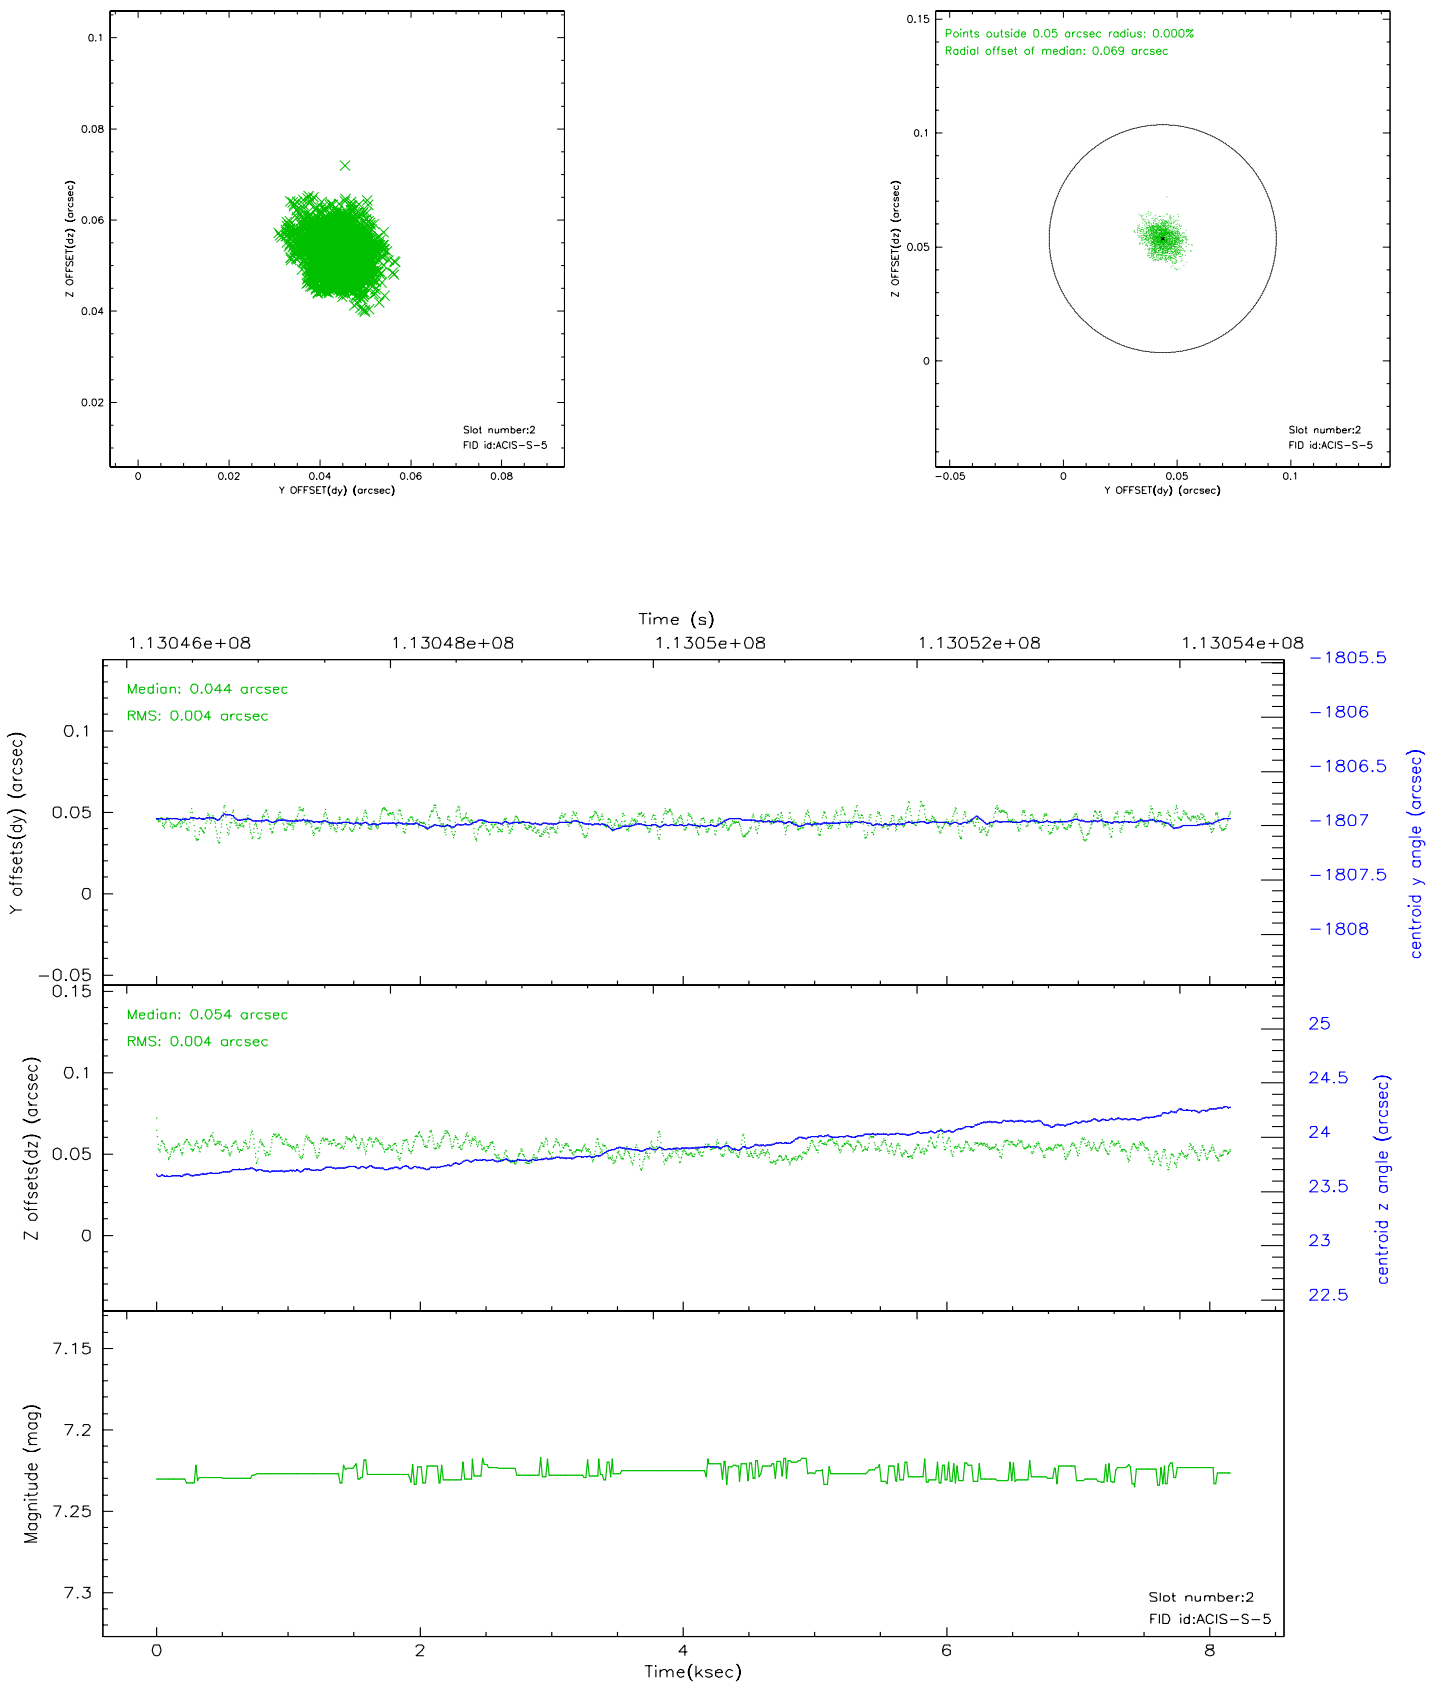 0.1
0.08
0.06
0.04
0.02
Z OFFSET(dz) (arcsec)
Slot number:2
FID id:ACIS-S-5
0 0.02 0.04 0.06 0.08
Y OFFSET(dy) (arcsec)
0.15
0.1
0.05
0
Z OFFSET(dz) (arcsec)
Points outside 0.05 arcsec radius: 0.000%
Radial offset of median: 0.069 arcsec
Slot number:2
FID id:ACIS-S-5
-0.05 0 0.05 0.1
Y OFFSET(dy) (arcsec)
Time (s)
1.13046e+08 1.13048e+08 1.1305e+08 1.13052e+08 1.13054e+08
Median: 0.044 arcsec
RMS: 0.004 arcsec
0.1
0.05
0
-0.05
Y offsets(dy) (arcsec)
-1805.5
-1806
-1806.5
-1807
-1807.5
-1808
centroid y angle (arcsec)
Median: 0.054 arcsec
RMS: 0.004 arcsec
0.15
0.1
0.05
0
Z offsets(dz) (arcsec)
25
24.5
24
23.5
23
22.5
centroid z angle (arcsec)
7.15
7.2
7.25
7.3
Magnitude (mag)
Slot number:2
FID id:ACIS-S-5
0 2 4 6 8
Time(ksec)